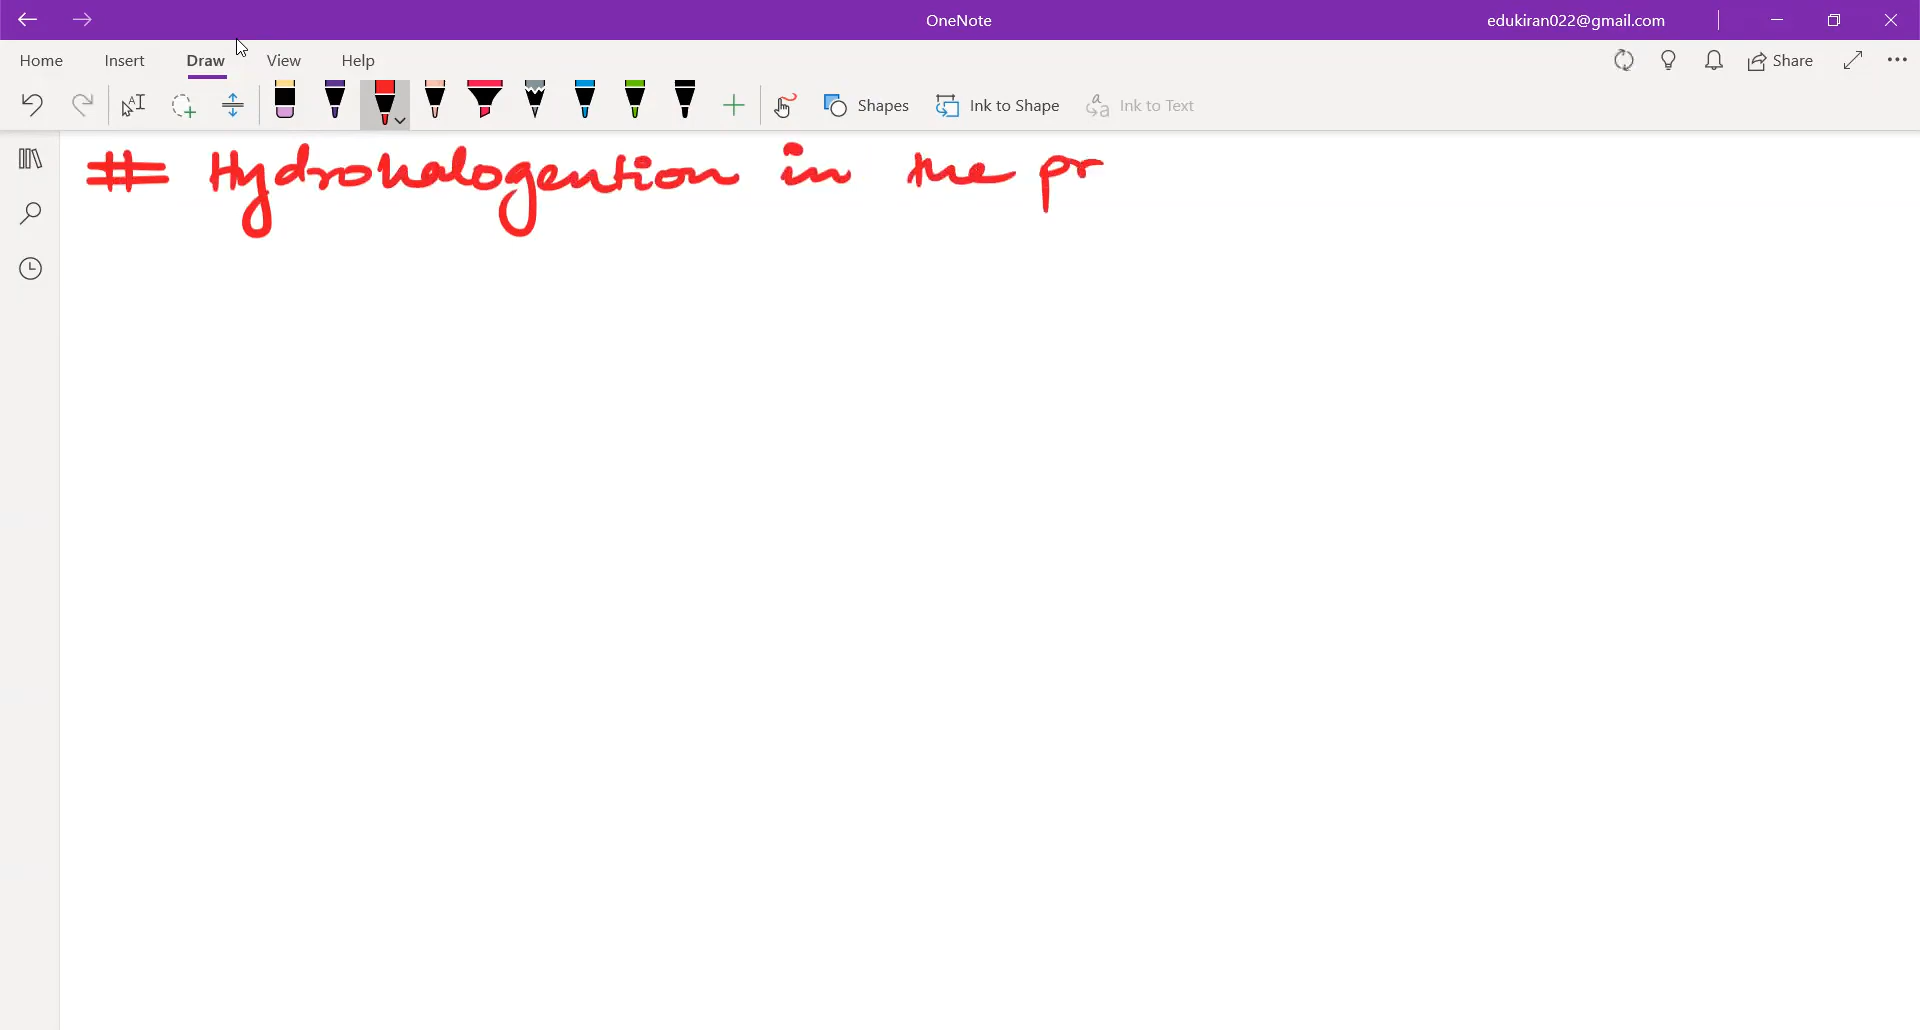 OneNote
edukiran022@gmail.com
Home Insert Draw View Help
Share
Shapes Ink to Shape Ink to Text
# Hydrohalogention in the pr